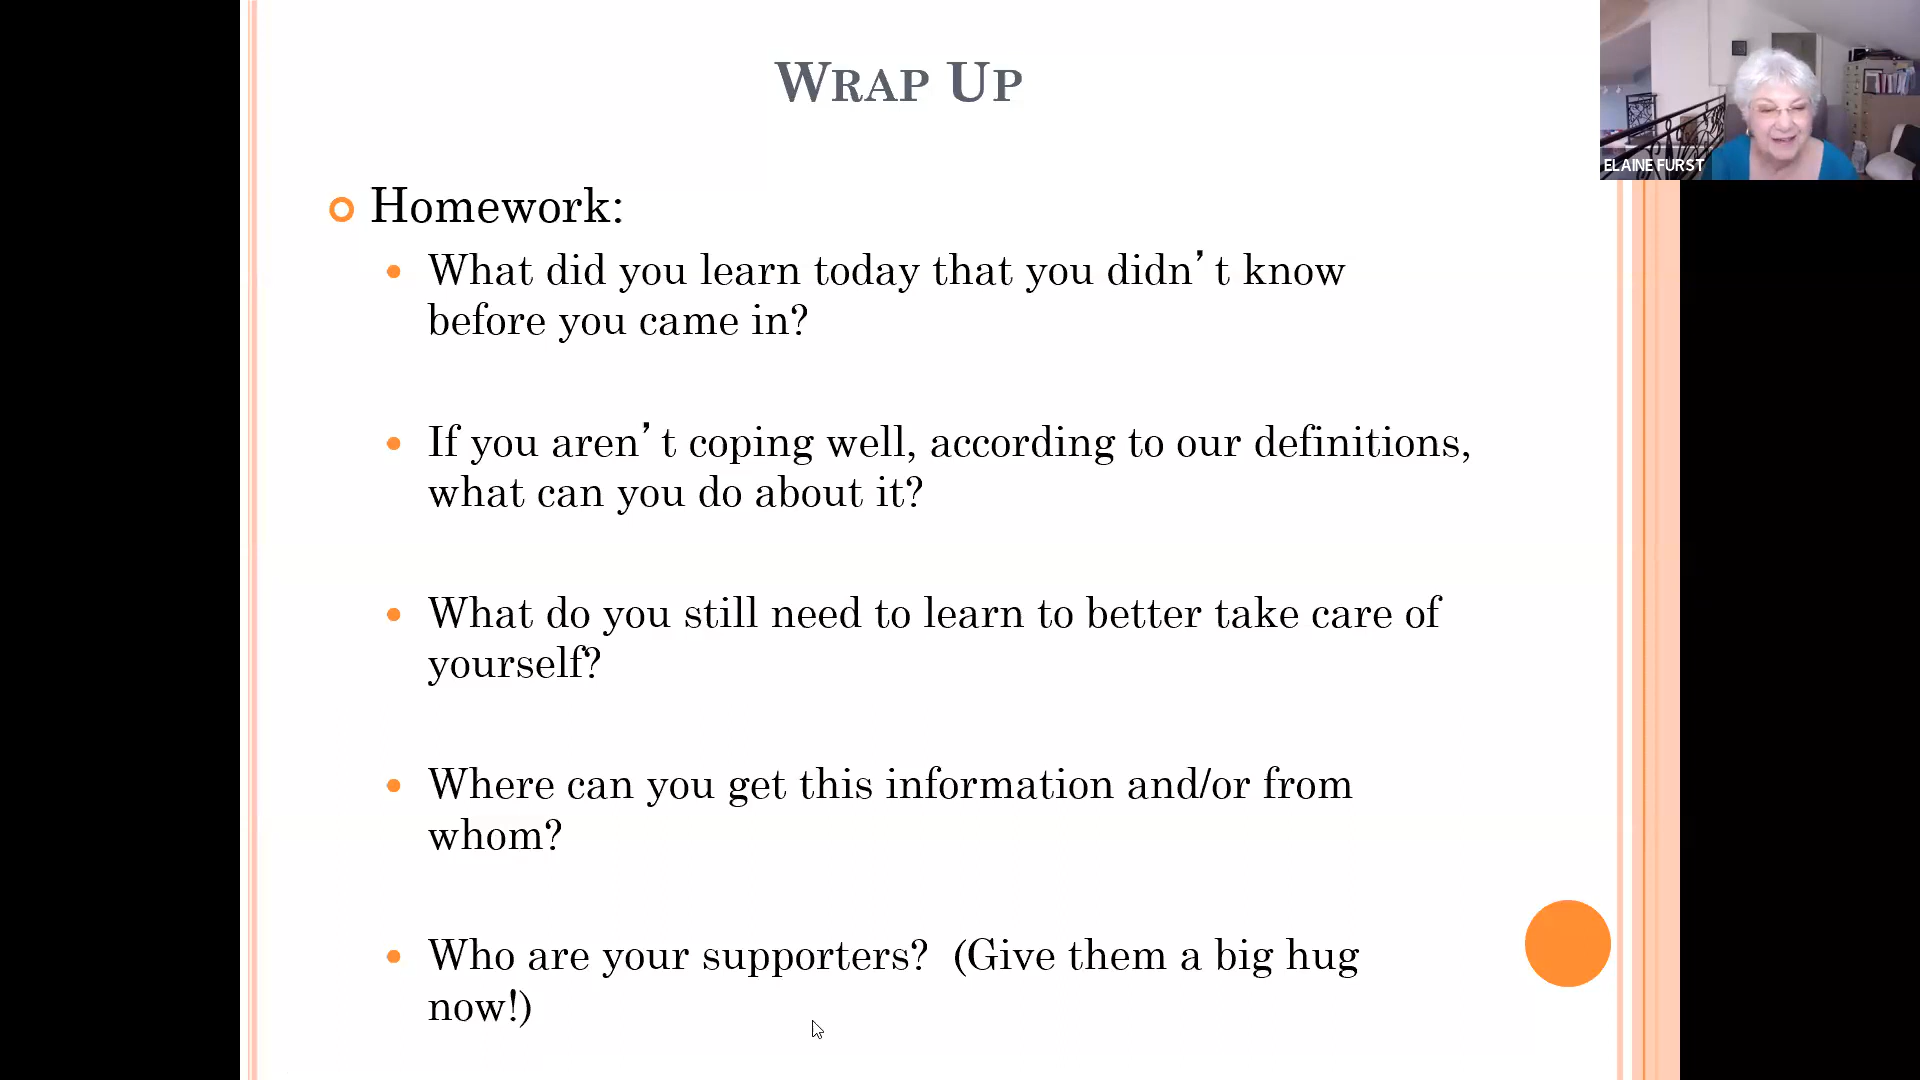 WRAP UP
ELAINE FURST
Homework:
What did you learn today that you didn’t know
before you came in?
If you aren’t coping well, according to our definitions,
what can you do about it?
What do you still need to learn to better take care of
yourself?
Where can you get this information and/or from
whom?
Who are your supporters?  (Give them a big hug
now!)